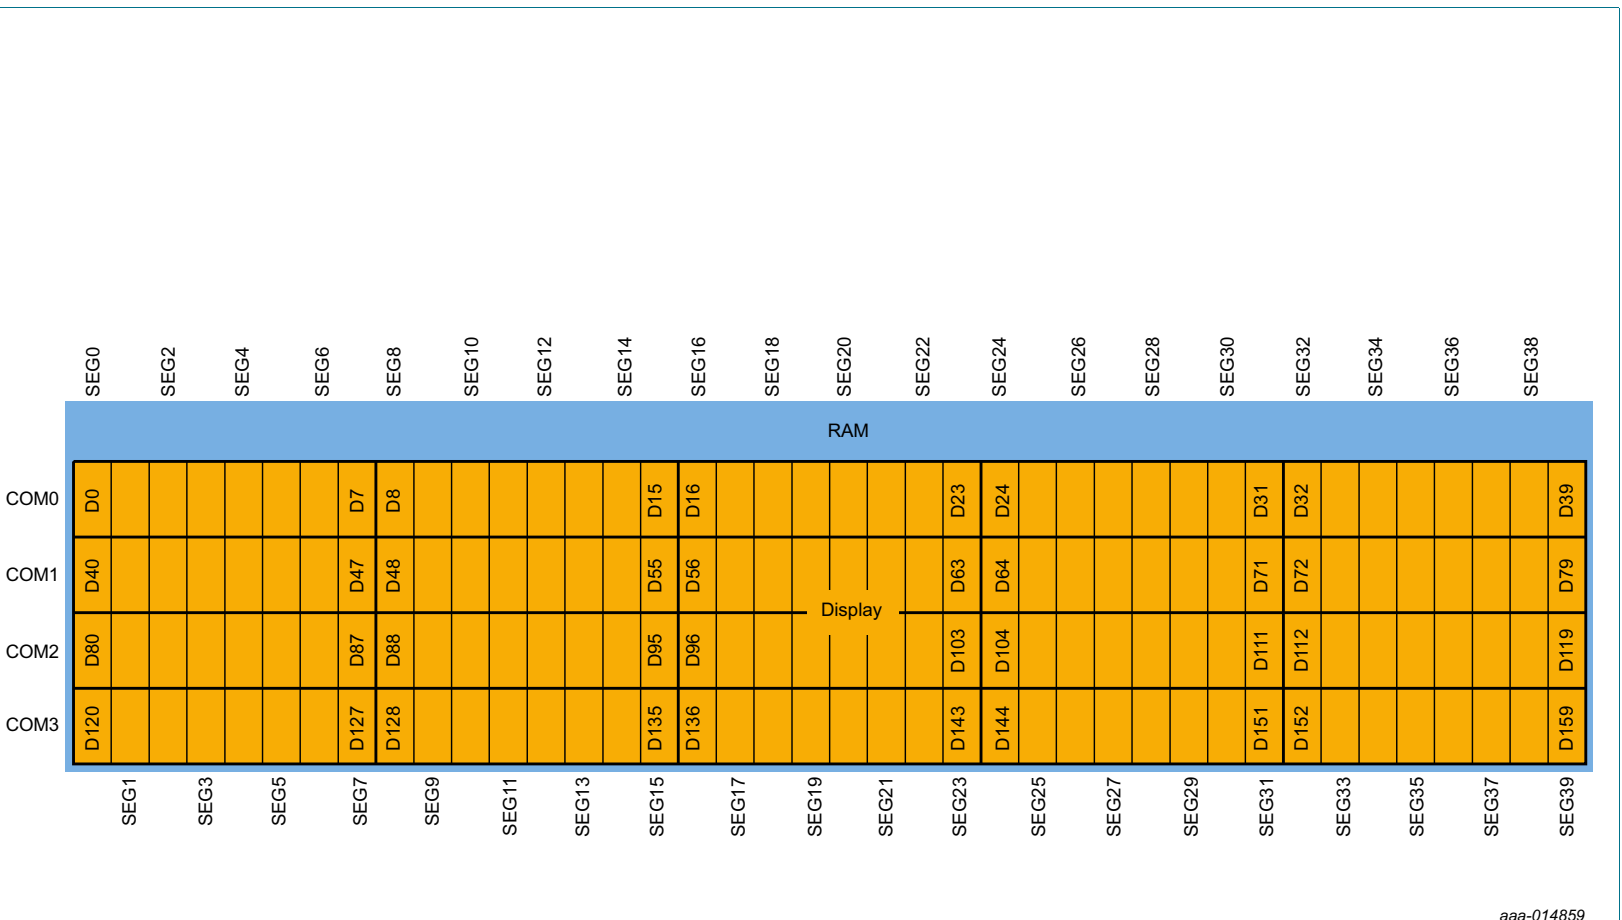 SEG0 SEG2 SEG4 SEG6 SEG8 SEG10 SEG12 SEG14 SEG16 SEG18 SEG20 SEG22 SEG24 SEG26 SEG28 SEG30 SEG32 SEG34 SEG36 SEG38
RAM
COM0 D0 D7 D8 D15 D16 D23 D24 D31 D32 D39
COM1 D40 D47 D48 D55 D56 D63 D64 D71 D72 D79
Display
COM2 D80 D87 D88 D95 D96 D103 D104 D111 D112 D119
COM3 D120 D127 D128 D135 D136 D143 D144 D151 D152 D159
SEG1 SEG3 SEG5 SEG7 SEG9 SEG11 SEG13 SEG15 SEG17 SEG19 SEG21 SEG23 SEG25 SEG27 SEG29 SEG31 SEG33 SEG35 SEG37 SEG39
aaa-014859